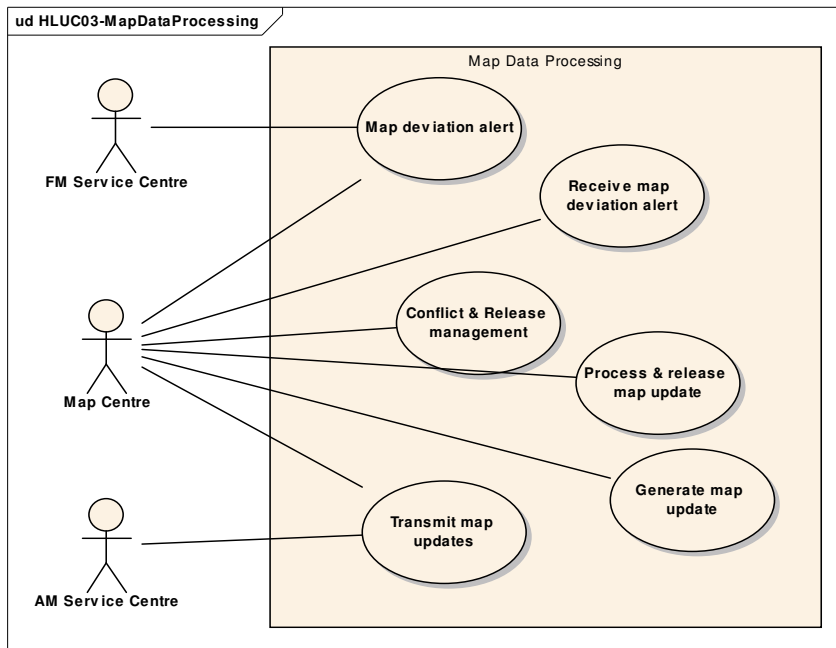 ud HLUC03-MapDataProcessing
Map Data Processing
FM Service Centre
Map deviation alert
Receive map
deviation alert
Map Centre
Conflict & Release
management
Process & release
map update
Generate map
update
Transmit map
updates
AM Service Centre